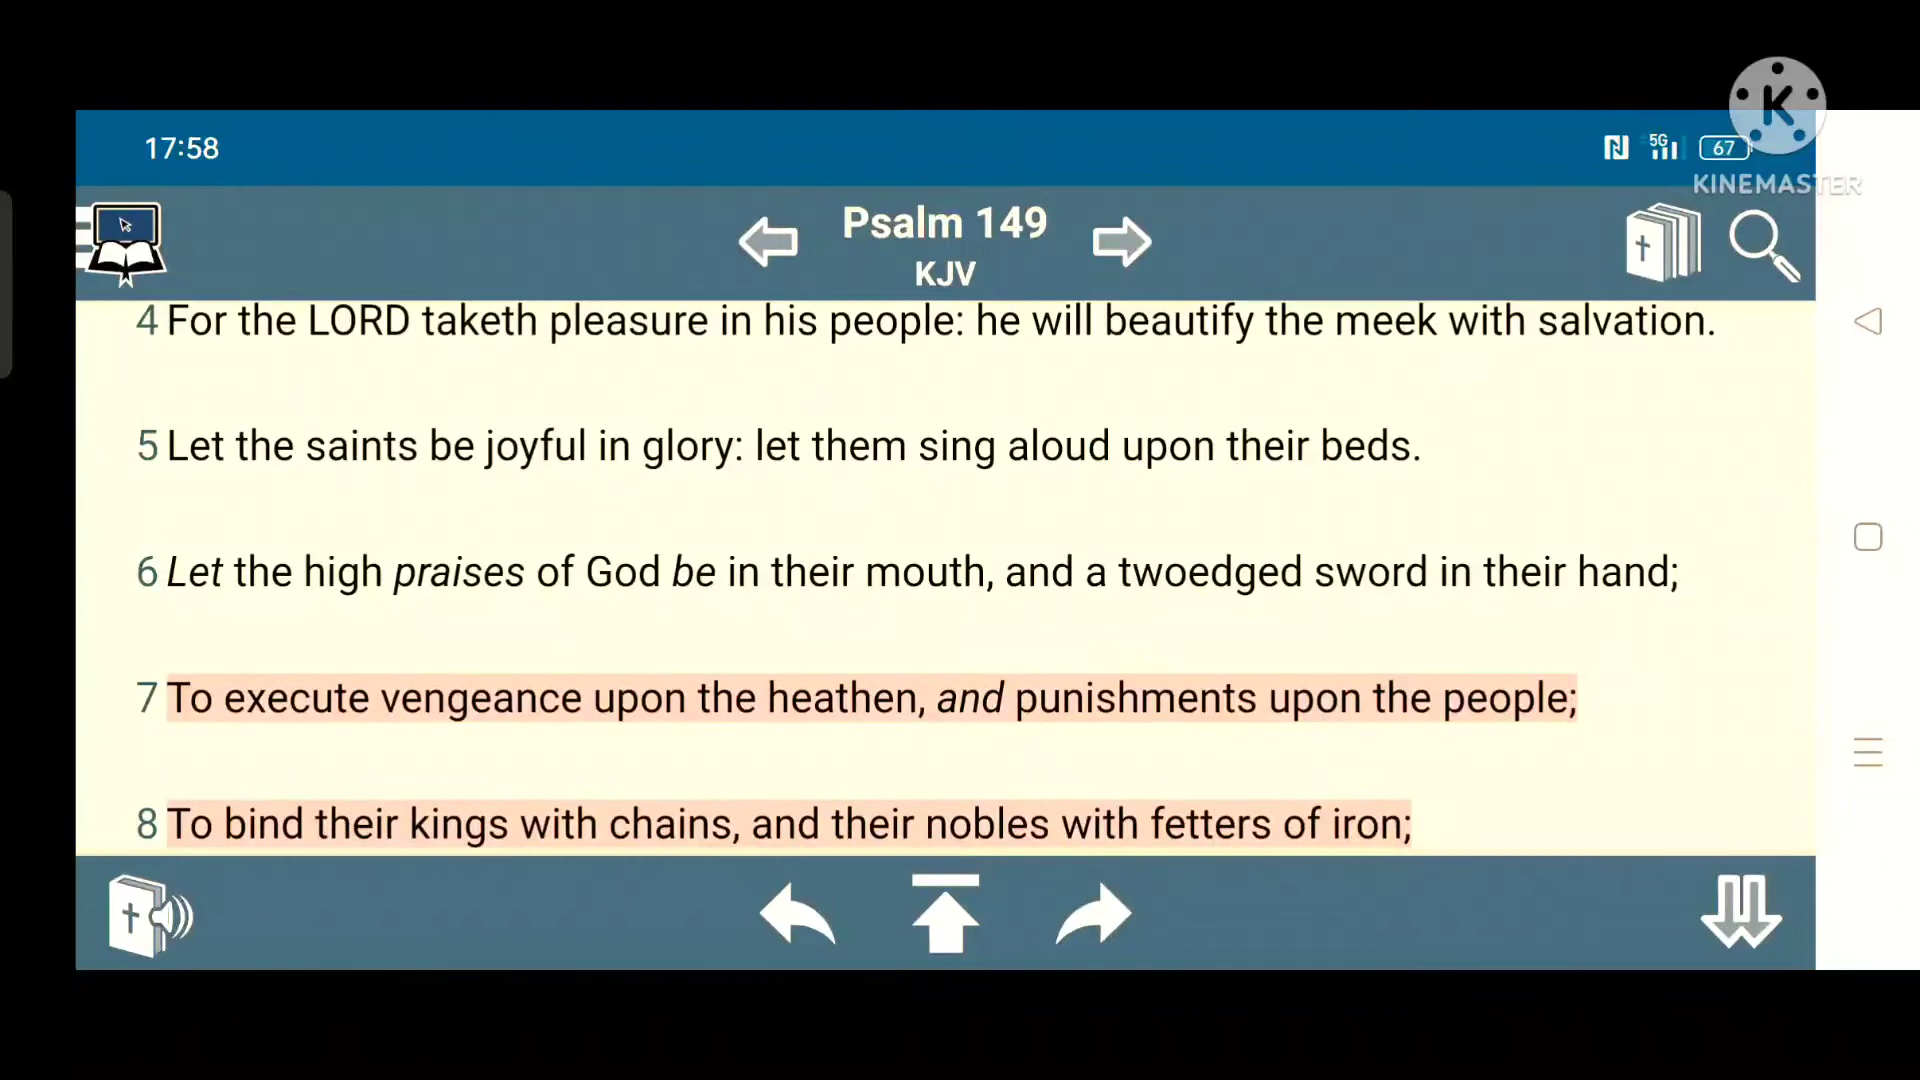 17:58
5G
67
KINEMASTER
Psalm 149
KJV
4 For the LORD taketh pleasure in his people: he will beautify the meek with salvation.
5 Let the saints be joyful in glory: let them sing aloud upon their beds.
6 Let the high praises of God be in their mouth, and a twoedged sword in their hand;
7 To execute vengeance upon the heathen, and punishments upon the people;
8 To bind their kings with chains, and their nobles with fetters of iron;